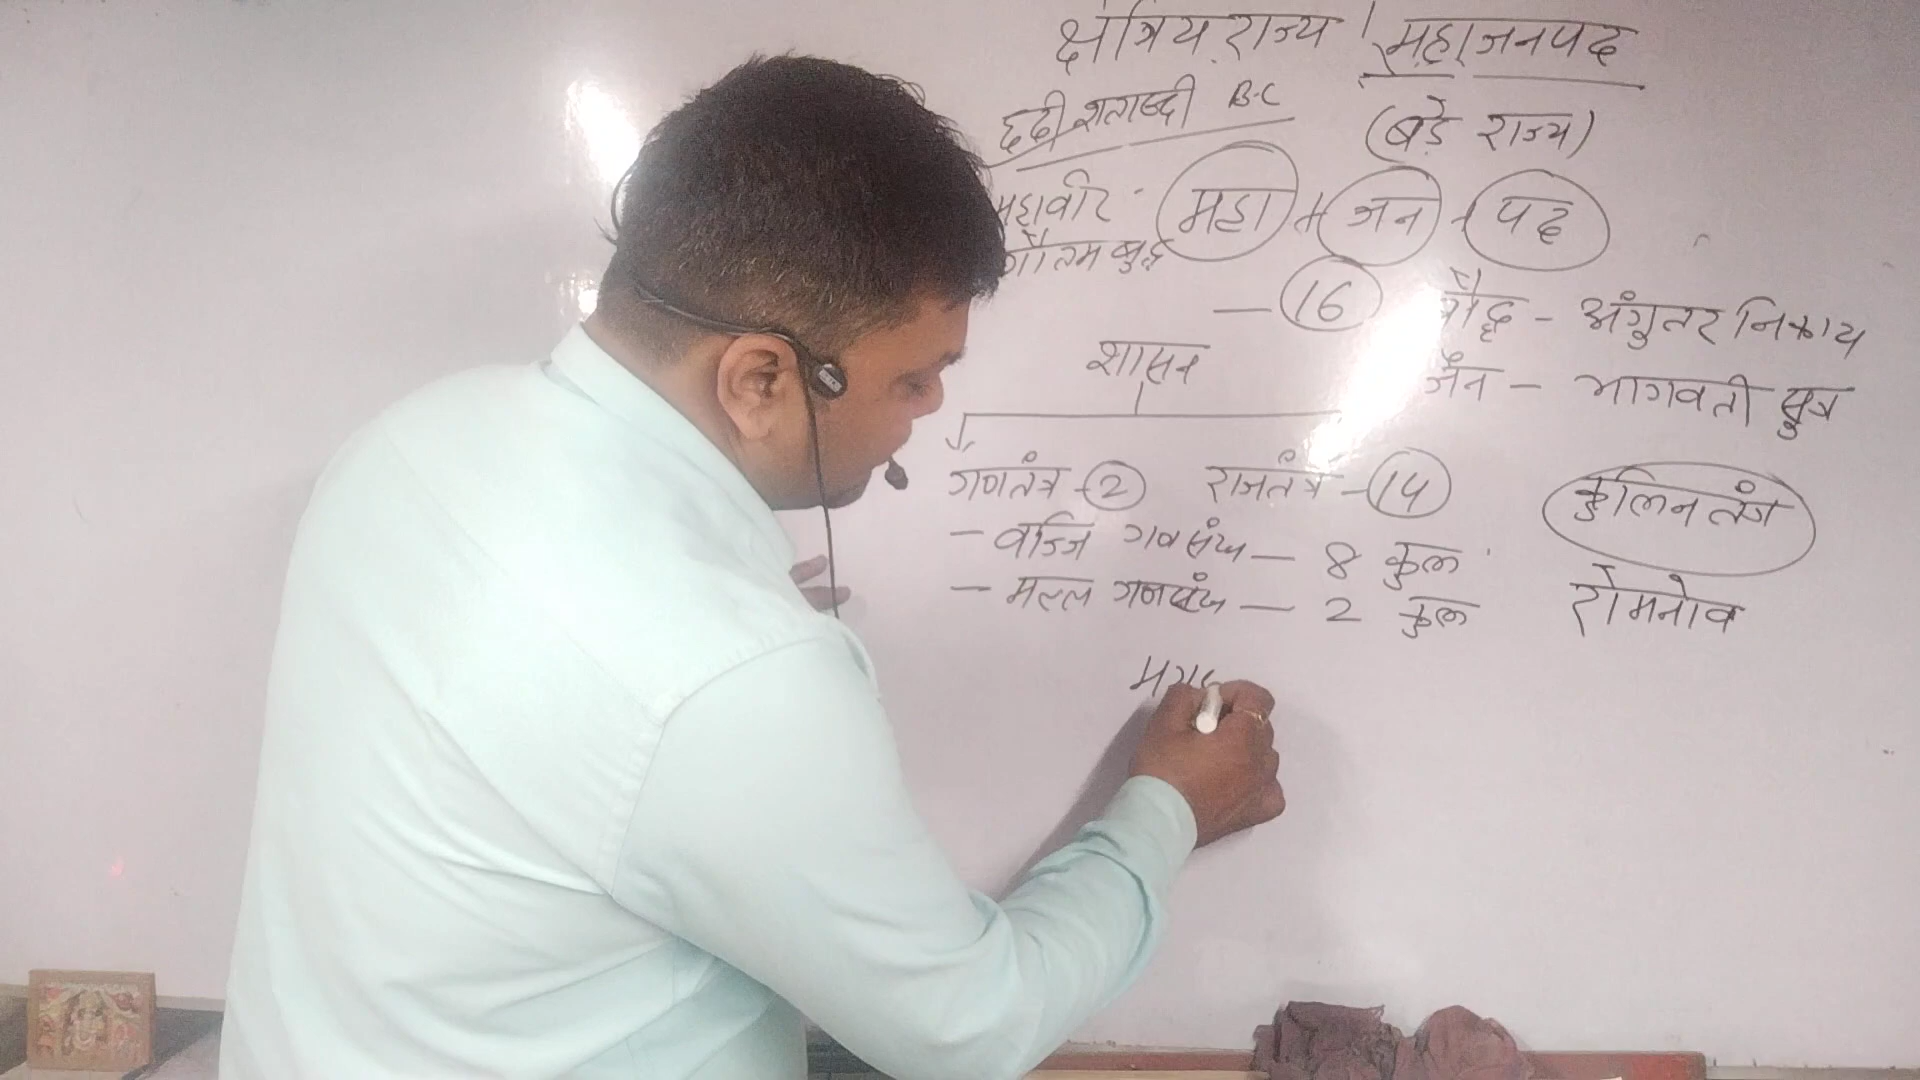 क्षत्रिय राज्य / महाजनपद
छठी शताब्दी B.C
(बड़े राज्य)
महावीर
गौतम बुद्ध
महा + जन + पद
— 16
बौद्ध – अंगुतर निकाय
जैन – भागवती सुत्र
शासन
गणतंत्र – 2 राजतंत्र – 14
– वज्जि गणसंघ — 8 कुल
– मल्ल गणसंघ — 2 कुल
कुलिन तंत्र
रोमनोव
मगध